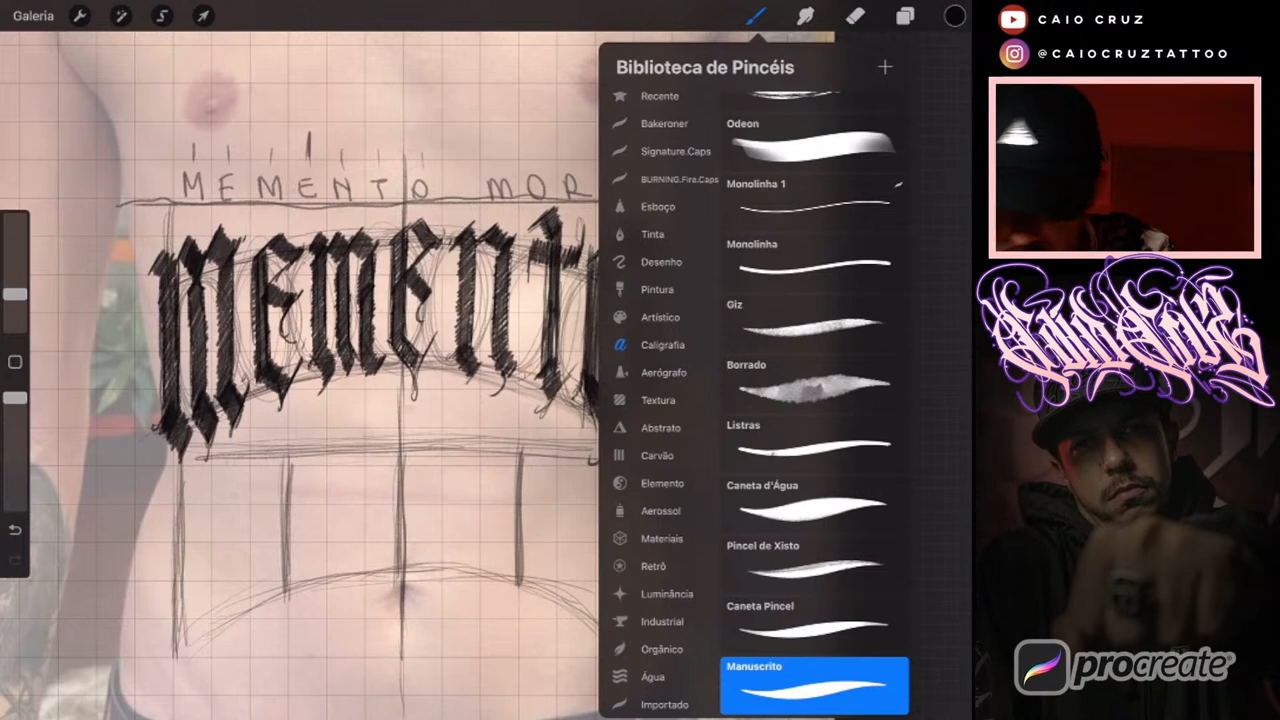 Galeria
CAIO CRUZ
@CAIOCRUZTATTOO
Biblioteca de Pincéis
Recente
Bakeroner
Signature.Caps
BURNING.Fire.Caps
Esboço
Tinta
Desenho
Pintura
Artístico
Caligrafia
Aerógrafo
Textura
Abstrato
Carvão
Elemento
Aerossol
Materiais
Retrô
Luminância
Industrial
Orgânico
Água
Importado
Odeon
Monolinha 1
Monolinha
Giz
Borrado
Listras
Caneta d'Água
Pincel de Xisto
Caneta Pincel
Manuscrito
MEMENTO MOR
Mement
procreate